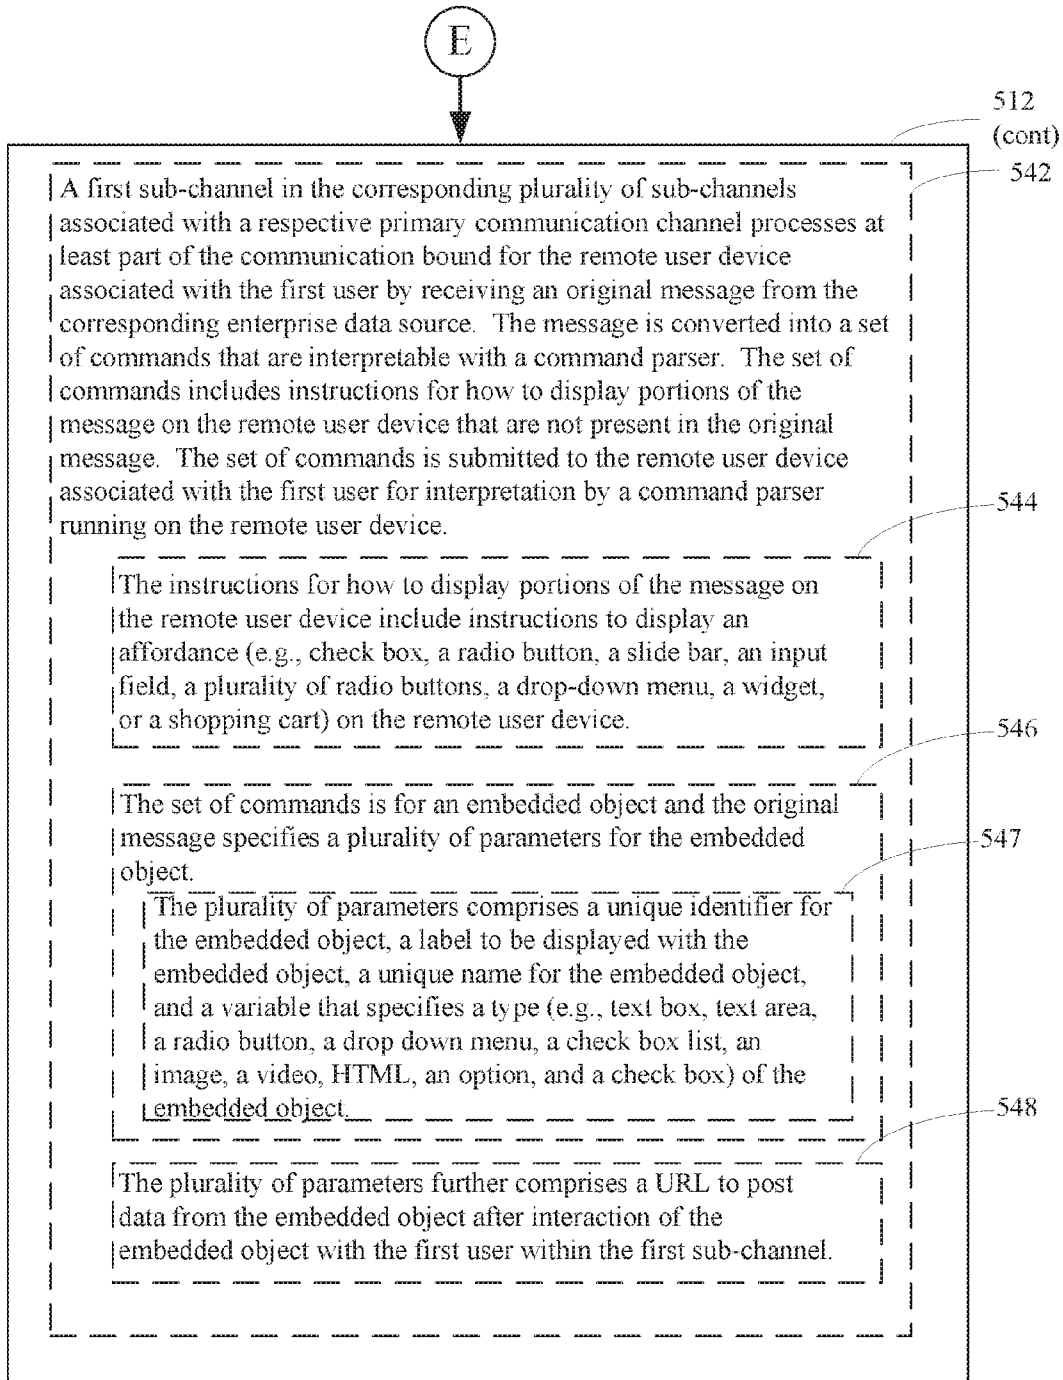 E
512
(cont)
542
A first sub-channel in the corresponding plurality of sub-channels
associated with a respective primary communication channel processes at
least part of the communication bound for the remote user device
associated with the first user by receiving an original message from the
corresponding enterprise data source.  The message is converted into a set
of commands that are interpretable with a command parser.  The set of
commands includes instructions for how to display portions of the
message on the remote user device that are not present in the original
message.  The set of commands is submitted to the remote user device
associated with the first user for interpretation by a command parser
running on the remote user device.
544
The instructions for how to display portions of the message on
the remote user device include instructions to display an
affordance (e.g., check box, a radio button, a slide bar, an input
field, a plurality of radio buttons, a drop-down menu, a widget,
or a shopping cart) on the remote user device.
546
The set of commands is for an embedded object and the original
message specifies a plurality of parameters for the embedded
object.
547
The plurality of parameters comprises a unique identifier for
the embedded object, a label to be displayed with the
embedded object, a unique name for the embedded object,
and a variable that specifies a type (e.g., text box, text area,
a radio button, a drop down menu, a check box list, an
image, a video, HTML, an option, and a check box) of the
embedded object.
548
The plurality of parameters further comprises a URL to post
data from the embedded object after interaction of the
embedded object with the first user within the first sub-channel.